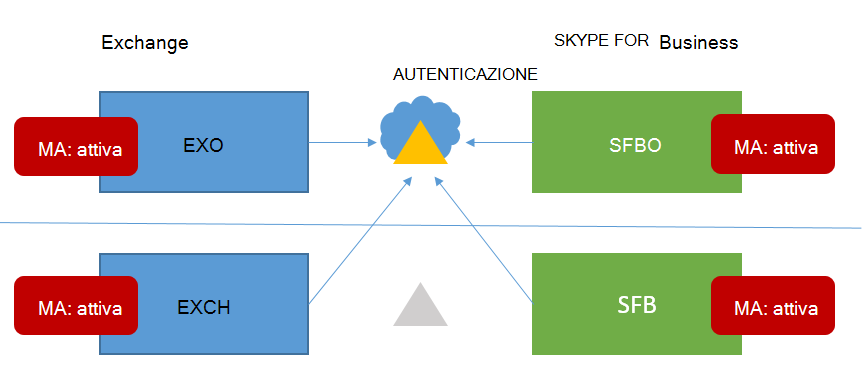 Exchange
SKYPE FOR Business
AUTENTICAZIONE
MA: attiva
EXO
SFBO
MA: attiva
MA: attiva
EXCH
SFB
MA: attiva